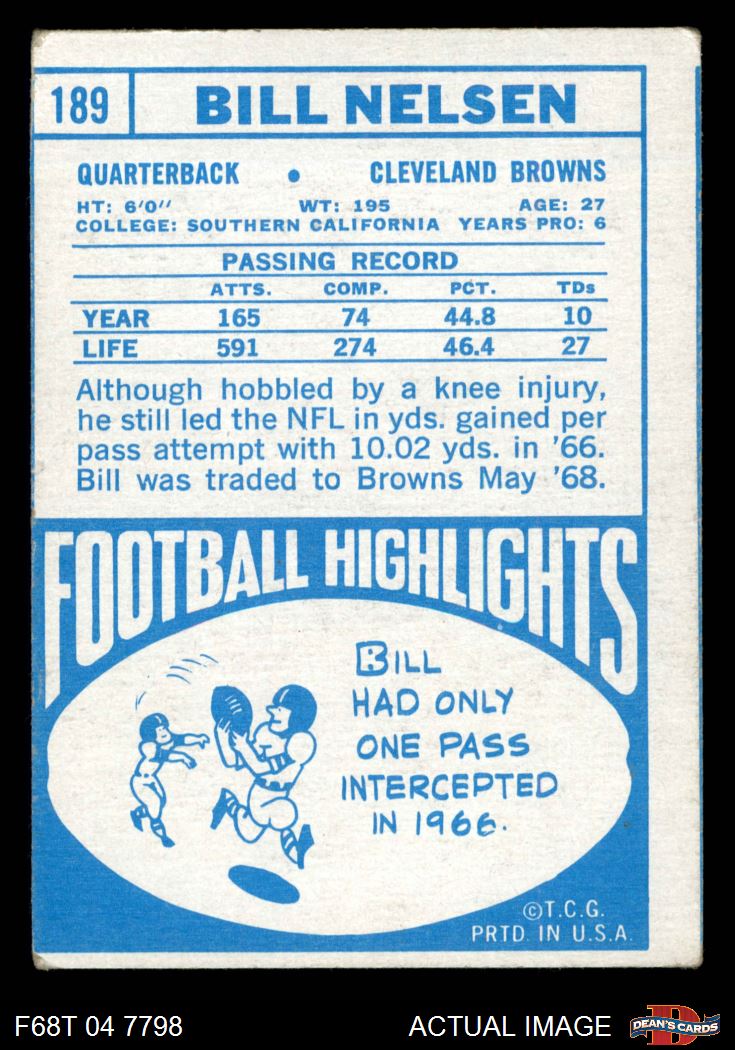 189 BILL NELSEN
QUARTERBACK • CLEVELAND BROWNS
HT: 6'0" WT: 195 AGE: 27
COLLEGE: SOUTHERN CALIFORNIA YEARS PRO: 6
PASSING RECORD
ATTS. COMP. PCT. TDs
YEAR 165 74 44.8 10
LIFE 591 274 46.4 27
Although hobbled by a knee injury,
he still led the NFL in yds. gained per
pass attempt with 10.02 yds. in '66.
Bill was traded to Browns May '68.
FOOTBALL HIGHLIGHTS
BILL
HAD ONLY
ONE PASS
INTERCEPTED
IN 1966.
©T.C.G.
PRTD. IN U.S.A.
F68T 04 7798 ACTUAL IMAGE D DEAN'S CARDS